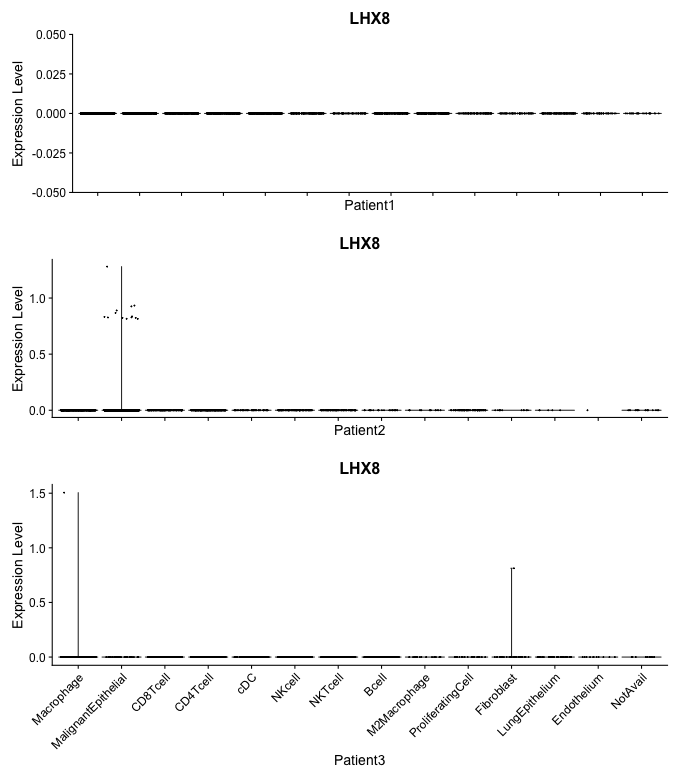 LHX8
Expression Level
0.050
0.025
0.000
-0.025
-0.050
Patient1
LHX8
Expression Level
1.0
0.5
0.0
Patient2
LHX8
Expression Level
1.5
1.0
0.5
0.0
Macrophage
MalignantEpithelial
CD8Tcell
CD4Tcell
cDC
NKcell
NKTcell
Bcell
M2Macrophage
ProliferatingCell
Fibroblast
LungEpithelium
Endothelium
NotAvail
Patient3